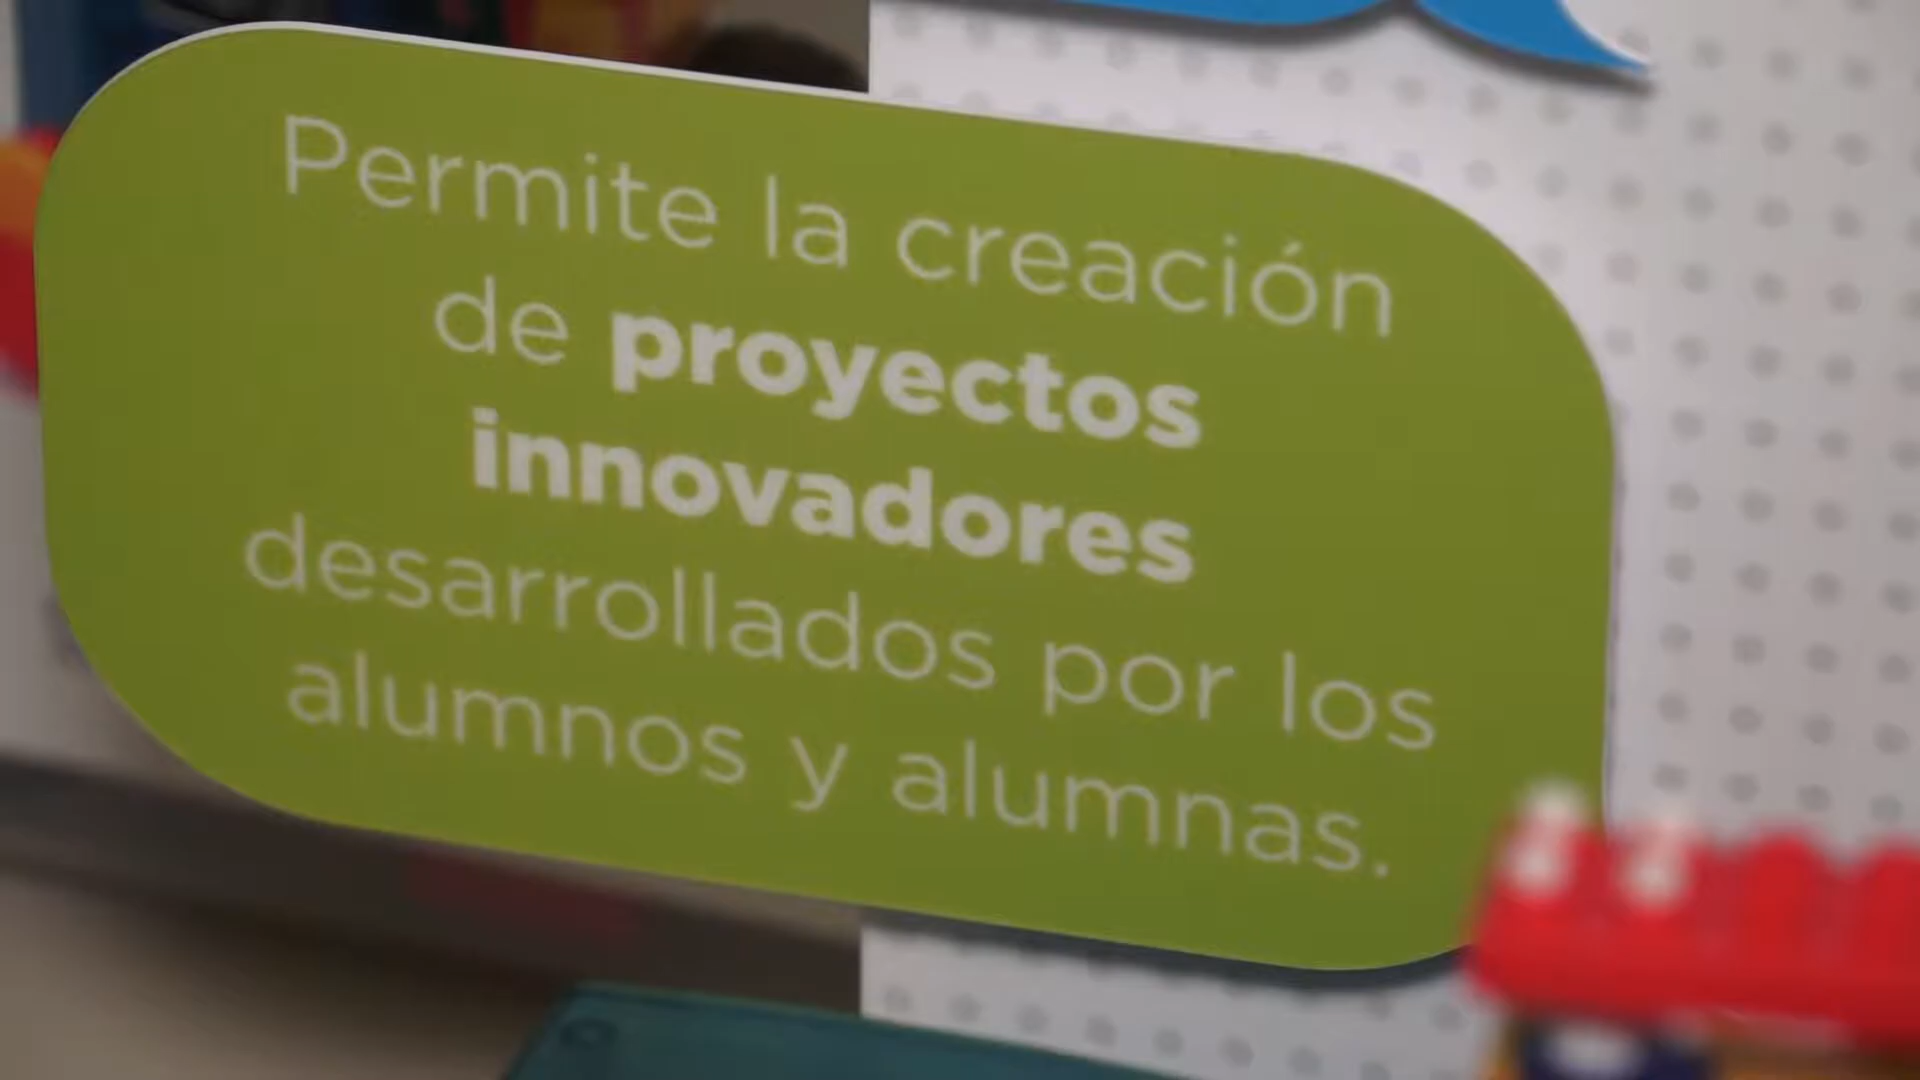 Permite la creación
de proyectos
innovadores
desarrollados por los
alumnos y alumnas.